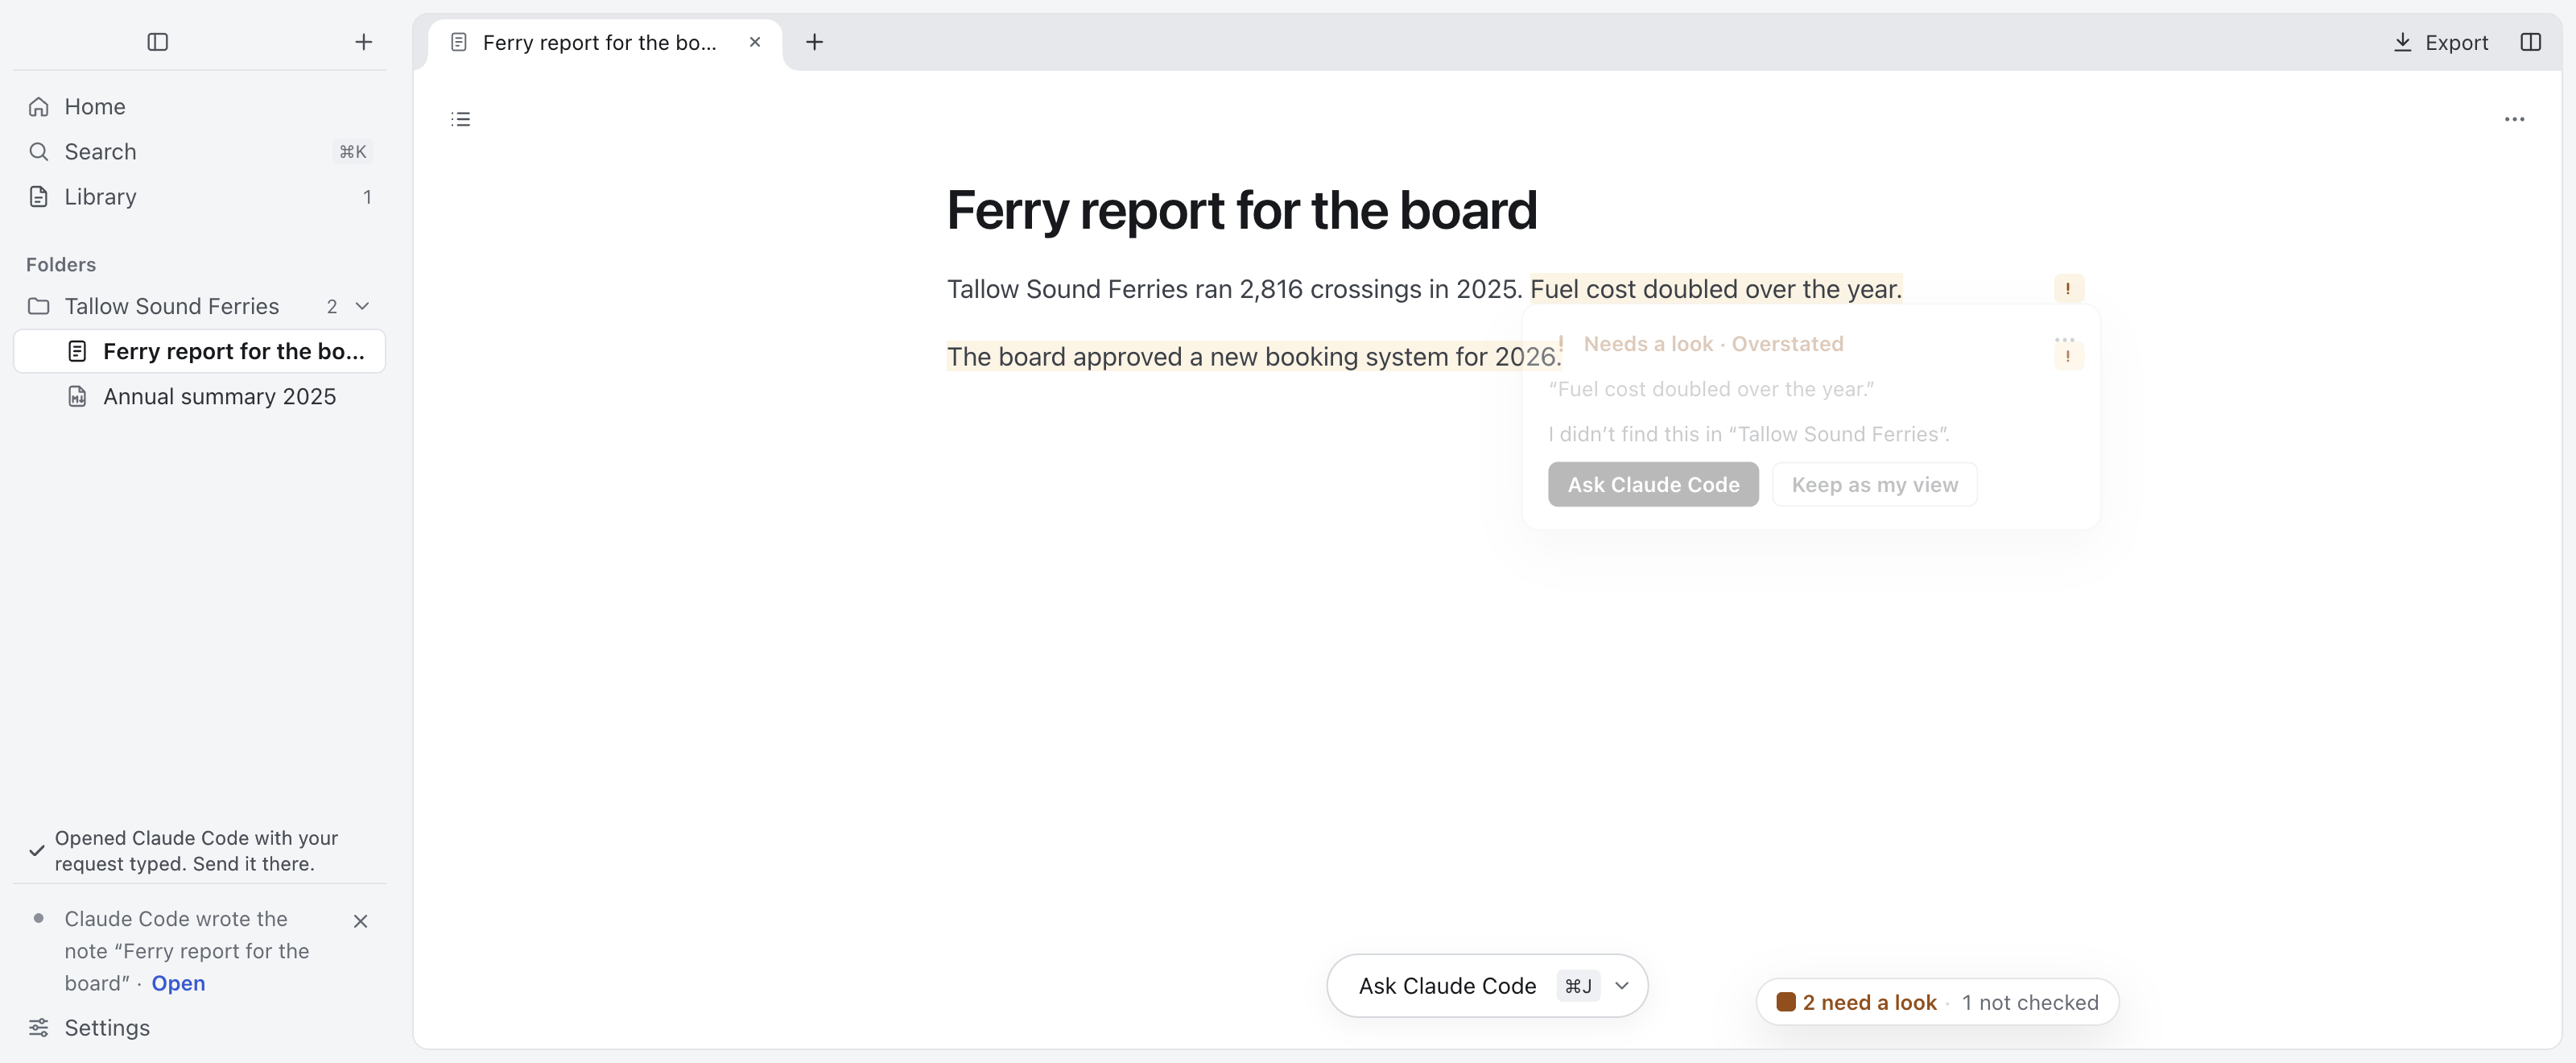 Ferry report for the bo...
Export
Home
Search ⌘K
Library 1
Folders
Tallow Sound Ferries 2
Ferry report for the bo...
Annual summary 2025
Ferry report for the board
Tallow Sound Ferries ran 2,816 crossings in 2025. Fuel cost doubled over the year. !
The board approved a new booking system for 2026. !
! Needs a look · Overstated
“Fuel cost doubled over the year.”
I didn’t find this in “Tallow Sound Ferries”.
Ask Claude Code Keep as my view
Opened Claude Code with your
request typed. Send it there.
Claude Code wrote the
note “Ferry report for the
board” · Open
Settings
Ask Claude Code ⌘J
2 need a look · 1 not checked